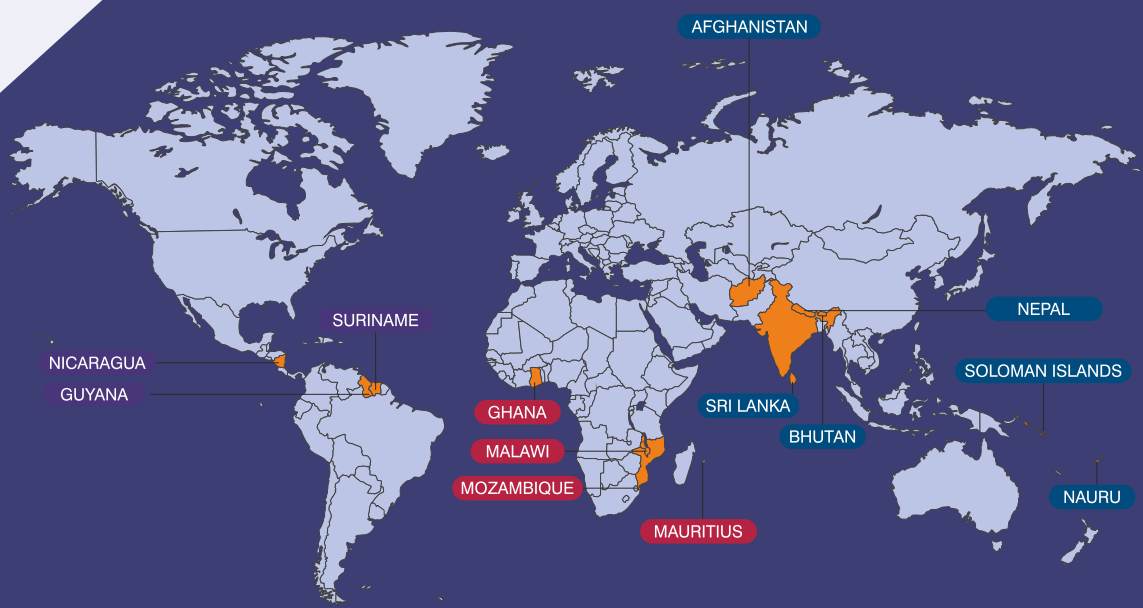 AFGHANISTAN
NEPAL
SURINAME
NICARAGUA
SOLOMAN ISLANDS
GUYANA
SRI LANKA
GHANA
BHUTAN
MALAWI
MOZAMBIQUE
NAURU
MAURITIUS